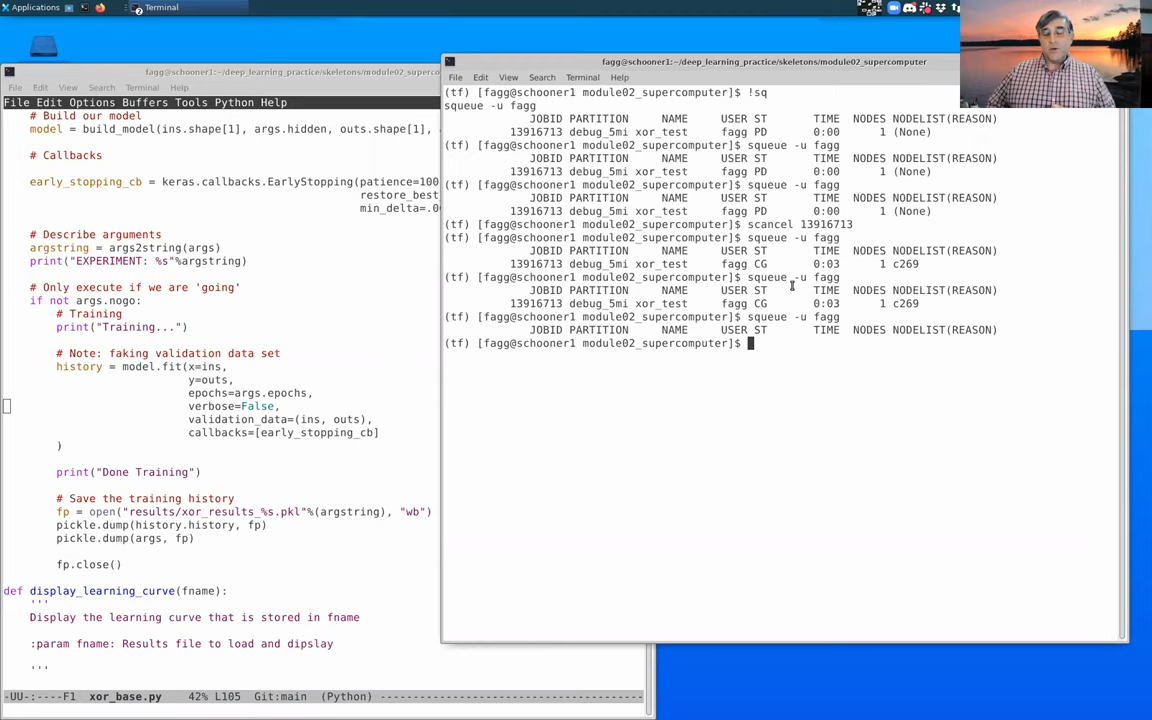 Applications
Terminal
fagg@schooner1:~/deep_learning_practice/skeletons/module02_superco
File Edit View Search Terminal Help
File Edit Options Buffers Tools Python Help
# Build our model
model = build_model(ins.shape[1], args.hidden, outs.shape[1],
# Callbacks
early_stopping_cb = keras.callbacks.EarlyStopping(patience=100
restore_best_
min_delta=.00
# Describe arguments
argstring = args2string(args)
print("EXPERIMENT: %s"%argstring)
# Only execute if we are 'going'
if not args.nogo:
# Training
print("Training...")
# Note: faking validation data set
history = model.fit(x=ins,
y=outs,
epochs=args.epochs,
verbose=False,
validation_data=(ins, outs),
callbacks=[early_stopping_cb]
)
print("Done Training")
# Save the training history
fp = open("results/xor_results_%s.pkl"%(argstring), "wb")
pickle.dump(history.history, fp)
pickle.dump(args, fp)
fp.close()
def display_learning_curve(fname):
'''
Display the learning curve that is stored in fname
:param fname: Results file to load and dipslay
'''
-UU-:----F1 xor_base.py 42% L105 Git:main (Python) ----------------------------------------
fagg@schooner1:~/deep_learning_practice/skeletons/module02_supercomputer
File Edit View Search Terminal Help
(tf) [fagg@schooner1 module02_supercomputer]$ !sq
squeue -u fagg
JOBID PARTITION NAME USER ST TIME NODES NODELIST(REASON)
13916713 debug_5mi xor_test fagg PD 0:00 1 (None)
(tf) [fagg@schooner1 module02_supercomputer]$ squeue -u fagg
JOBID PARTITION NAME USER ST TIME NODES NODELIST(REASON)
13916713 debug_5mi xor_test fagg PD 0:00 1 (None)
(tf) [fagg@schooner1 module02_supercomputer]$ squeue -u fagg
JOBID PARTITION NAME USER ST TIME NODES NODELIST(REASON)
13916713 debug_5mi xor_test fagg PD 0:00 1 (None)
(tf) [fagg@schooner1 module02_supercomputer]$ scancel 13916713
(tf) [fagg@schooner1 module02_supercomputer]$ squeue -u fagg
JOBID PARTITION NAME USER ST TIME NODES NODELIST(REASON)
13916713 debug_5mi xor_test fagg CG 0:03 1 c269
(tf) [fagg@schooner1 module02_supercomputer]$ squeue -u fagg
JOBID PARTITION NAME USER ST TIME NODES NODELIST(REASON)
13916713 debug_5mi xor_test fagg CG 0:03 1 c269
(tf) [fagg@schooner1 module02_supercomputer]$ squeue -u fagg
JOBID PARTITION NAME USER ST TIME NODES NODELIST(REASON)
(tf) [fagg@schooner1 module02_supercomputer]$